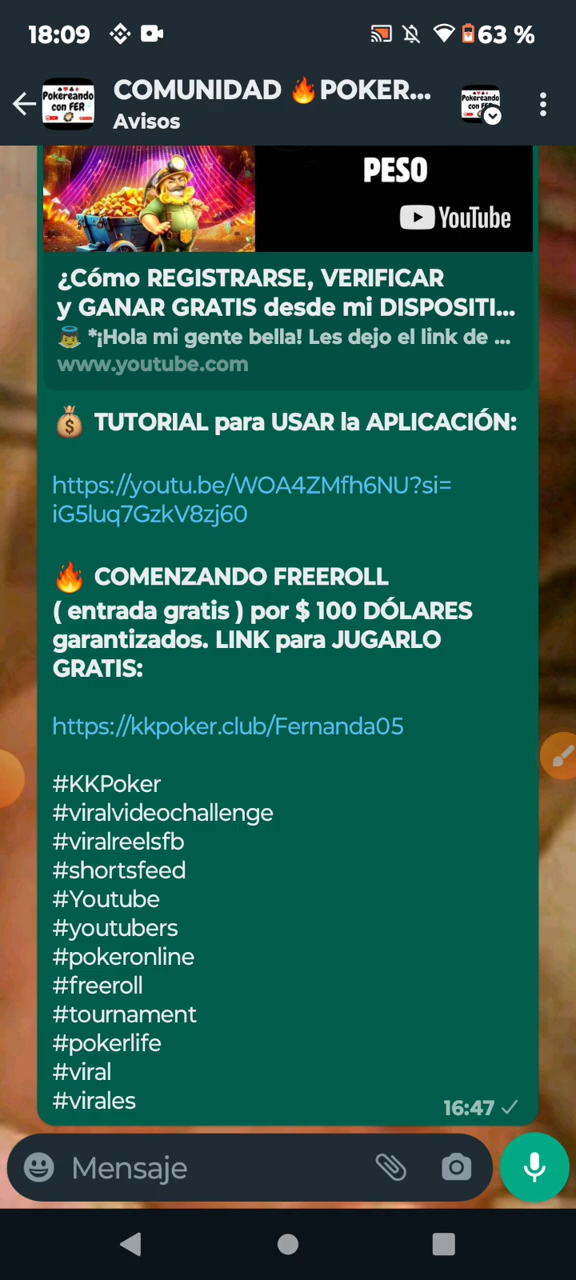 18:09
63 %
Pokereando
con FER
COMUNIDAD 🔥POKER...
Avisos
Pokereando
con FER
PESO
YouTube
¿Cómo REGISTRARSE, VERIFICAR
y GANAR GRATIS desde mi DISPOSITI...
👼 *¡Hola mi gente bella! Les dejo el link de ...
www.youtube.com
💰 TUTORIAL para USAR la APLICACIÓN:
https://youtu.be/WOA4ZMfh6NU?si=
iG5luq7GzkV8zj60
🔥 COMENZANDO FREEROLL
( entrada gratis ) por $ 100 DÓLARES
garantizados. LINK para JUGARLO
GRATIS:
https://kkpoker.club/Fernanda05
#KKPoker
#viralvideochallenge
#viralreelsfb
#shortsfeed
#Youtube
#youtubers
#pokeronline
#freeroll
#tournament
#pokerlife
#viral
#virales
16:47
Mensaje